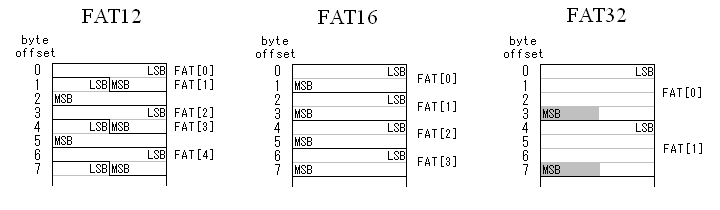 FAT12
byte
offset
0 LSB FAT[0]
1 LSB MSB FAT[1]
2 MSB
3 LSB FAT[2]
4 LSB MSB FAT[3]
5 MSB
6 LSB FAT[4]
7 LSB MSB
FAT16
byte
offset
0 LSB
FAT[0]
1 MSB
2 LSB
FAT[1]
3 MSB
4 LSB
FAT[2]
5 MSB
6 LSB
FAT[3]
7 MSB
FAT32
byte
offset
0 LSB
1
FAT[0]
2
3 MSB
4 LSB
5
FAT[1]
6
7 MSB